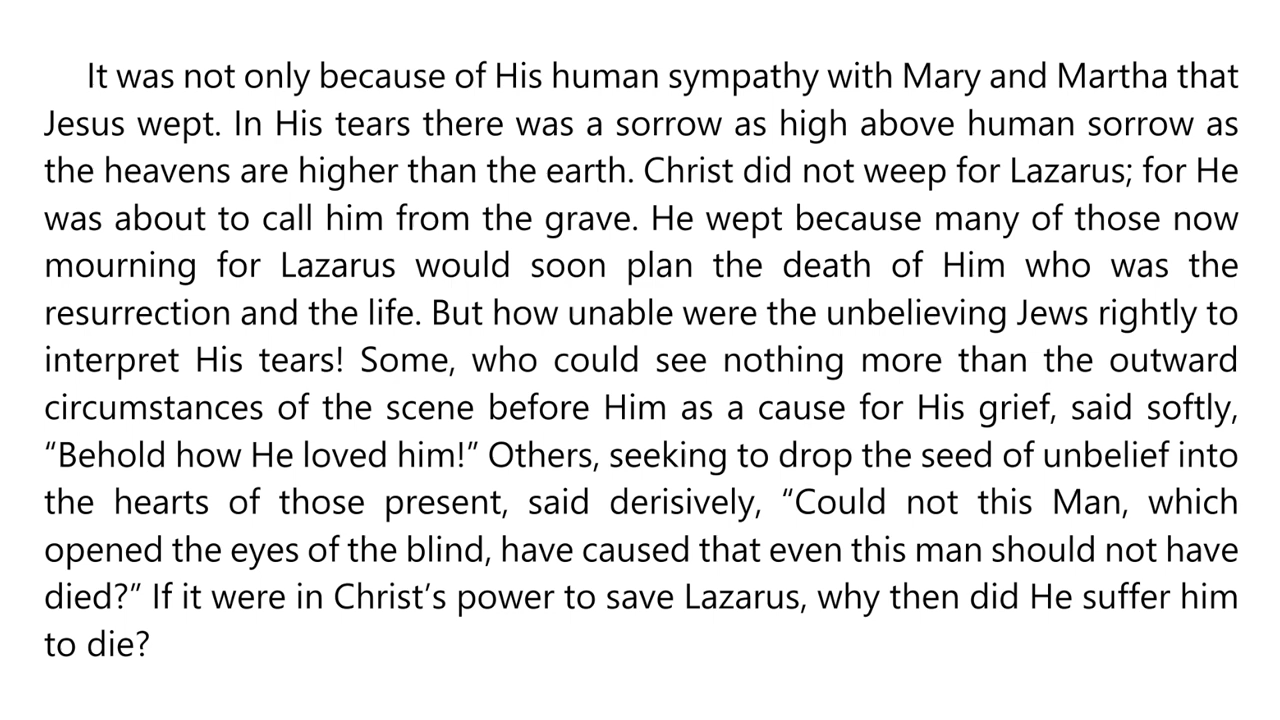 It was not only because of His human sympathy with Mary and Martha that
Jesus wept. In His tears there was a sorrow as high above human sorrow as
the heavens are higher than the earth. Christ did not weep for Lazarus; for He
was about to call him from the grave. He wept because many of those now
mourning for Lazarus would soon plan the death of Him who was the
resurrection and the life. But how unable were the unbelieving Jews rightly to
interpret His tears! Some, who could see nothing more than the outward
circumstances of the scene before Him as a cause for His grief, said softly,
“Behold how He loved him!” Others, seeking to drop the seed of unbelief into
the hearts of those present, said derisively, “Could not this Man, which
opened the eyes of the blind, have caused that even this man should not have
died?” If it were in Christ’s power to save Lazarus, why then did He suffer him
to die?